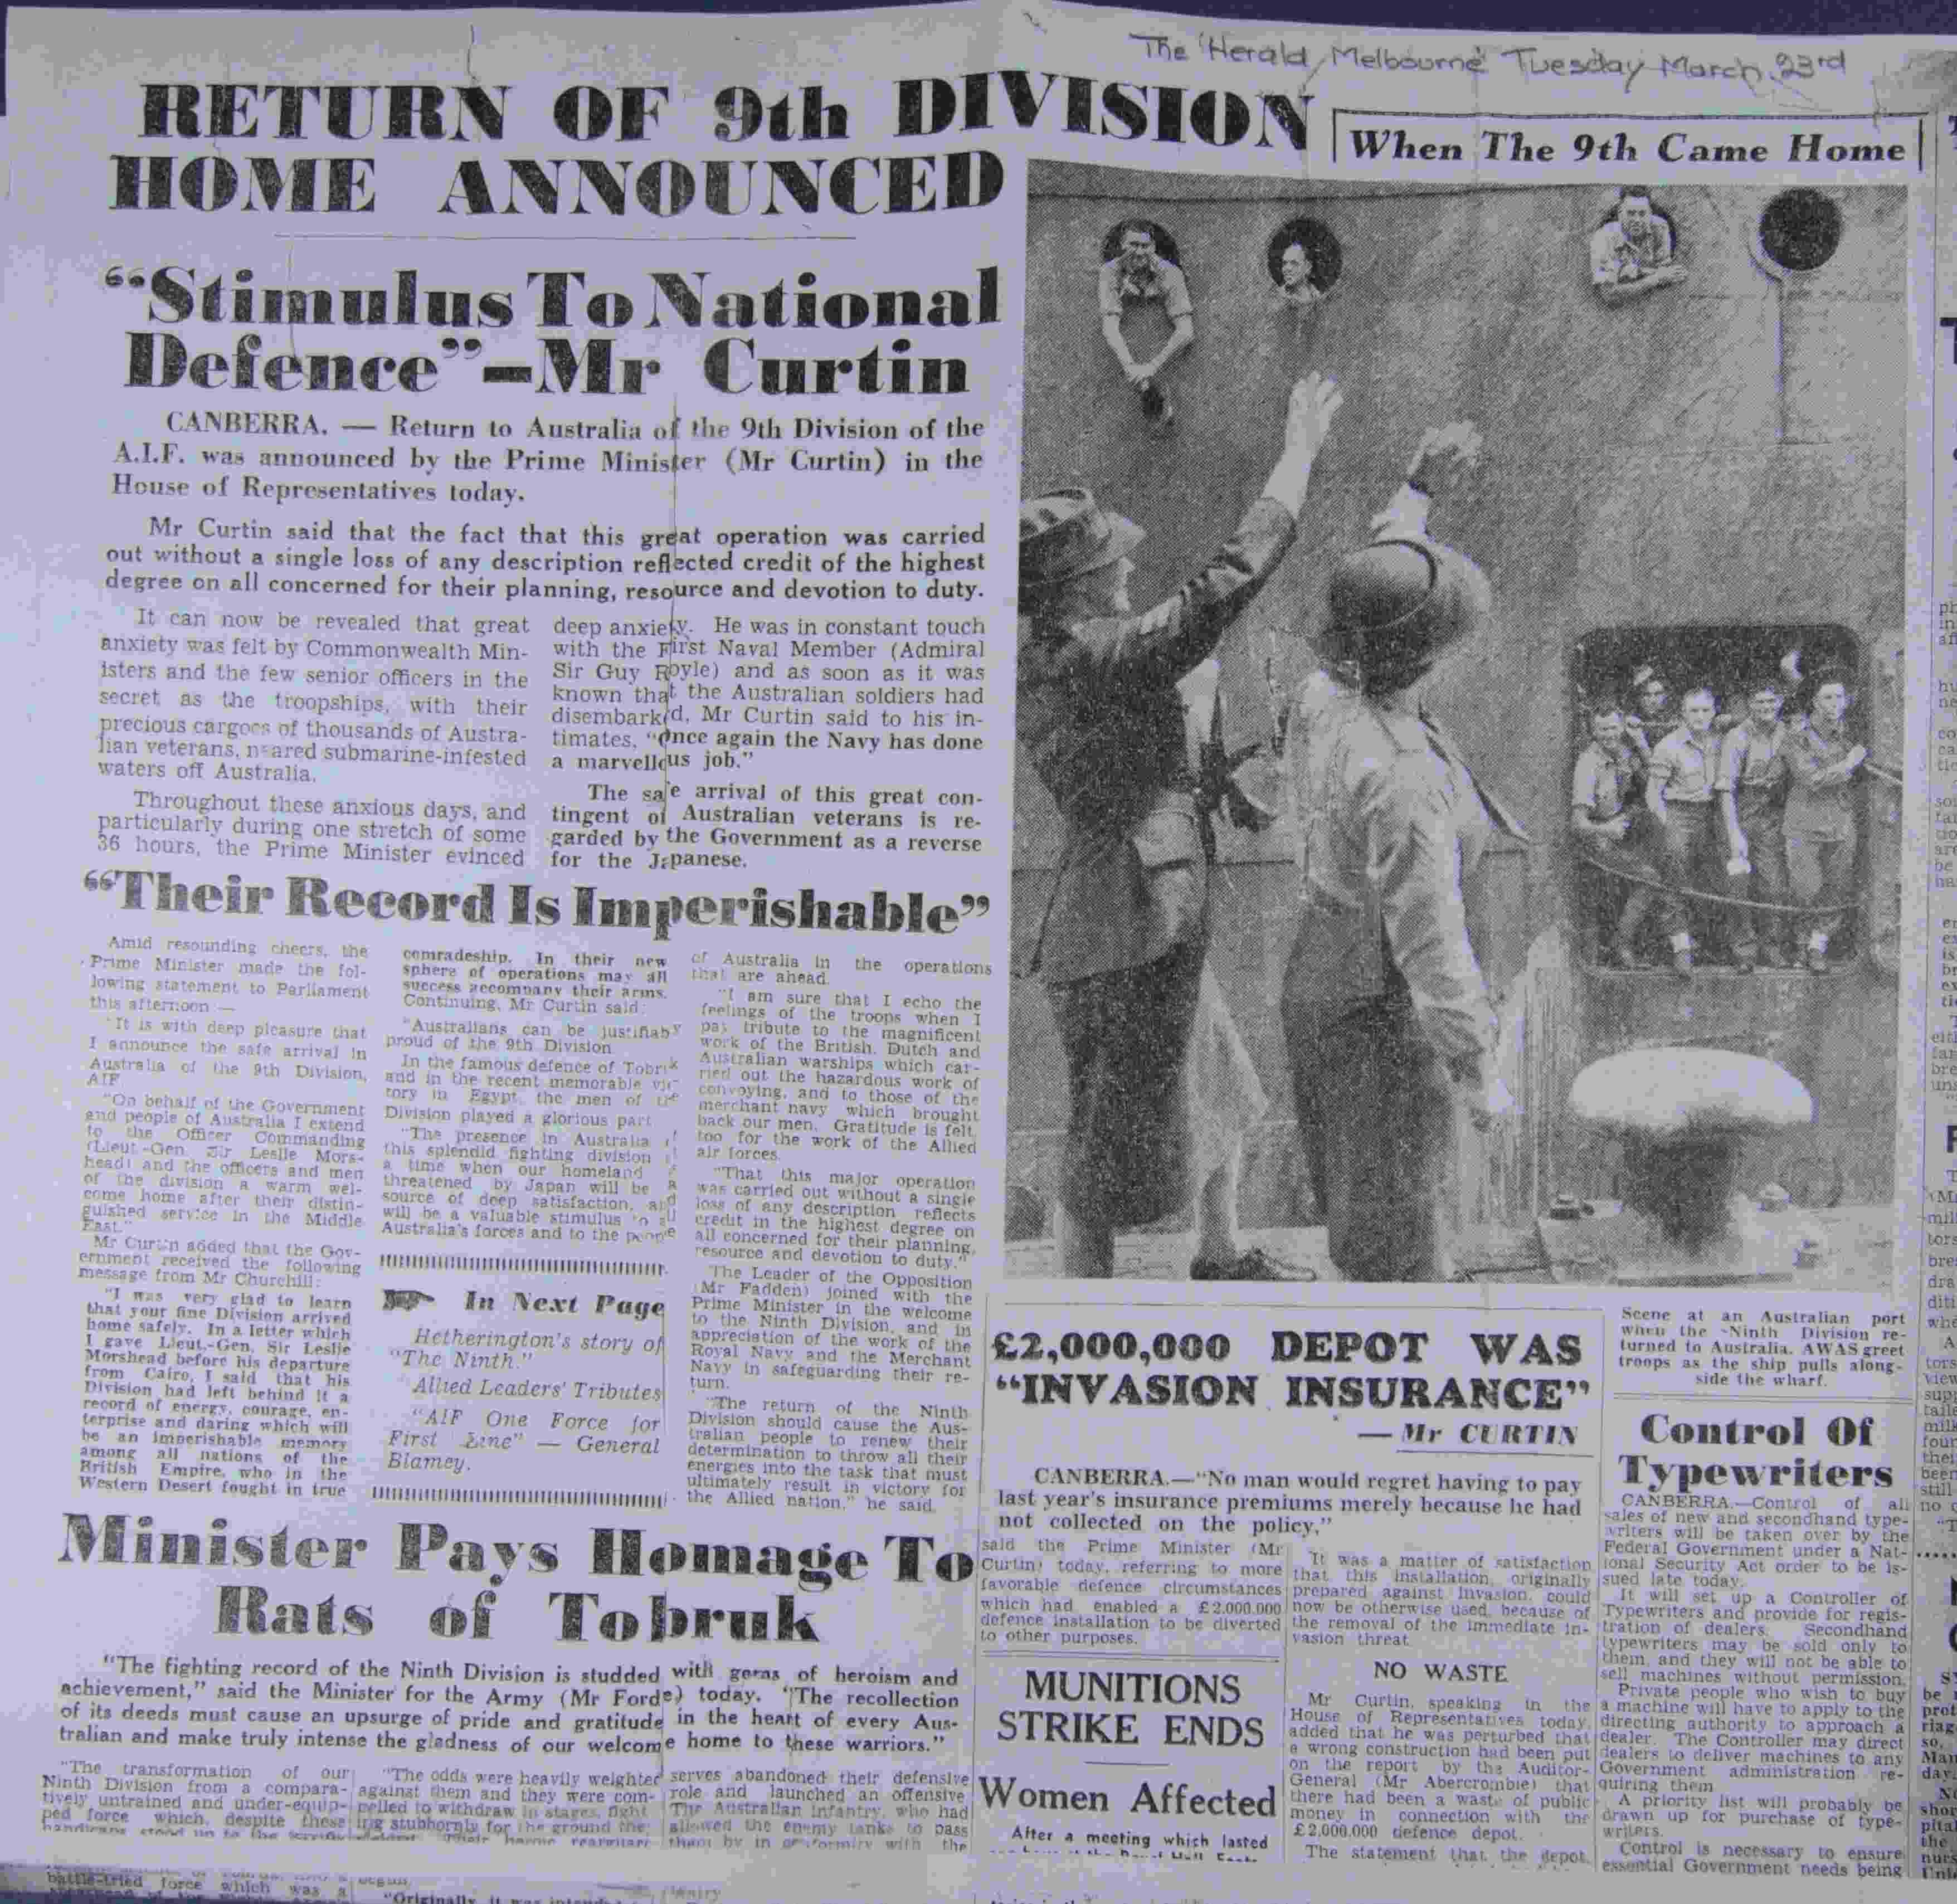 The 'Herald, Melbourne' Tuesday March 23rd
RETURN OF 9th DIVISION
HOME ANNOUNCED
"Stimulus To National
Defence"—Mr Curtin
CANBERRA. — Return to Australia of the 9th Division of the
A.I.F. was announced by the Prime Minister (Mr Curtin) in the
House of Representatives today.
Mr Curtin said that the fact that this great operation was carried
out without a single loss of any description reflected credit of the highest
degree on all concerned for their planning, resource and devotion to duty.
It can now be revealed that great
anxiety was felt by Commonwealth Min-
isters and the few senior officers in the
secret as the troopships, with their
precious cargoes of thousands of Austra-
lian veterans, neared submarine-infested
waters off Australia.
Throughout these anxious days, and
particularly during one stretch of some
36 hours, the Prime Minister evinced
deep anxiety. He was in constant touch
with the First Naval Member (Admiral
Sir Guy Royle) and as soon as it was
known that the Australian soldiers had
disembarked, Mr Curtin said to his in-
timates, "Once again the Navy has done
a marvellous job."
The safe arrival of this great con-
tingent of Australian veterans is re-
garded by the Government as a reverse
for the Japanese.
"Their Record Is Imperishable"
Amid resounding cheers, the
Prime Minister made the fol-
lowing statement to Parliament
this afternoon —
"It is with deep pleasure that
I announce the safe arrival in
Australia of the 9th Division,
AIF
"On behalf of the Government
and people of Australia I extend
to the Officer Commanding
(Lieut.-Gen. Sir Leslie Mors-
head) and the officers and men
of the division a warm wel-
come home after their distin-
guished service in the Middle
East."
Mr Curtin added that the Gov-
ernment received the following
message from Mr Churchill:
"I was very glad to learn
that your fine Division arrived
home safely. In a letter which
I gave Lieut.-Gen. Sir Leslie
Morshead before his departure
from Cairo, I said that his
Division had left behind it a
record of energy, courage, en-
terprise and daring which will
be an imperishable memory
among all nations of the
British Empire, who in the
Western Desert fought in true
comradeship. In their new
sphere of operations may all
success accompany their arms.
Continuing, Mr Curtin said:
"Australians can be justifiably
proud of the 9th Division.
In the famous defence of Tobruk
and in the recent memorable vic-
tory in Egypt, the men of the
Division played a glorious part
"The presence in Australia of
this splendid fighting division at
a time when our homeland is
threatened by Japan will be a
source of deep satisfaction, and
will be a valuable stimulus to all
Australia's forces and to the people
In Next Page
Hetherington's story of
"The Ninth."
Allied Leaders' Tributes
"AIF One Force for
First Line" — General
Blamey.
of Australia in the operations
that are ahead.
"I am sure that I echo the
feelings of the troops when I
pay tribute to the magnificent
work of the British, Dutch and
Australian warships which car-
ried out the hazardous work of
convoying, and to those of the
merchant navy which brought
back our men. Gratitude is felt,
too for the work of the Allied
air forces.
"That this major operation
was carried out without a single
loss of any description reflects
credit in the highest degree on
all concerned for their planning,
resource and devotion to duty."
The Leader of the Opposition
(Mr Fadden) joined with the
Prime Minister in the welcome
to the Ninth Division, and in
appreciation of the work of the
Royal Navy and the Merchant
Navy in safeguarding their re-
turn.
"The return of the Ninth
Division should cause the Aus-
tralian people to renew their
determination to throw all their
energies into the task that must
ultimately result in victory for
the Allied nation," he said.
Minister Pays Homage To
Rats of Tobruk
"The fighting record of the Ninth Division is studded with gems of heroism and
achievement," said the Minister for the Army (Mr Forde) today. "The recollection
of its deeds must cause an upsurge of pride and gratitude in the heart of every Aus-
tralian and make truly intense the gladness of our welcome home to these warriors."
"The transformation of our
Ninth Division from a compara-
tively untrained and under-equip-
ped force which, despite these
handicaps stood up to the
battle-tried force which was a
"The odds were heavily weighted
against them and they were com-
pelled to withdraw in stages, fight
ing stubbornly for the ground the
Their heroic rearguard
began
"Originally it was
serves abandoned their defensive
role and launched an offensive
The Australian infantry, who had
allowed the enemy tanks to pass
them by in conformity with the
When The 9th Came Home
Scene at an Australian port
when the Ninth Division re-
turned to Australia. AWAS greet
troops as the ship pulls along-
side the wharf.
£2,000,000 DEPOT WAS
"INVASION INSURANCE"
— Mr CURTIN
CANBERRA.—"No man would regret having to pay
last year's insurance premiums merely because he had
not collected on the policy,"
said the Prime Minister (Mr
Curtin) today, referring to more
favorable defence circumstances
which had enabled a £2,000,000
defence installation to be diverted
to other purposes.
MUNITIONS
STRIKE ENDS
Women Affected
After a meeting which lasted
It was a matter of satisfaction
that this installation, originally
prepared against invasion, could
now be otherwise used, because of
the removal of the immediate in-
vasion threat
NO WASTE
Mr Curtin, speaking in the
House of Representatives today,
added that he was perturbed that
a wrong construction had been put
on the report by the Auditor-
General (Mr Abercrombie) that
there had been a waste of public
money in connection with the
£2,000,000 defence depot.
The statement that the depot,
Control Of
Typewriters
CANBERRA.—Control of all
sales of new and secondhand type-
writers will be taken over by the
Federal Government under a Nat-
ional Security Act order to be is-
sued late today.
It will set up a Controller of
Typewriters and provide for regis-
tration of dealers. Secondhand
typewriters may be sold only to
them, and they will not be able to
sell machines without permission.
Private people who wish to buy
a machine will have to apply to the
directing authority to approach a
dealer. The Controller may direct
dealers to deliver machines to any
Government administration re-
quiring them
A priority list will probably be
drawn up for purchase of type-
writers.
Control is necessary to ensure
essential Government needs being